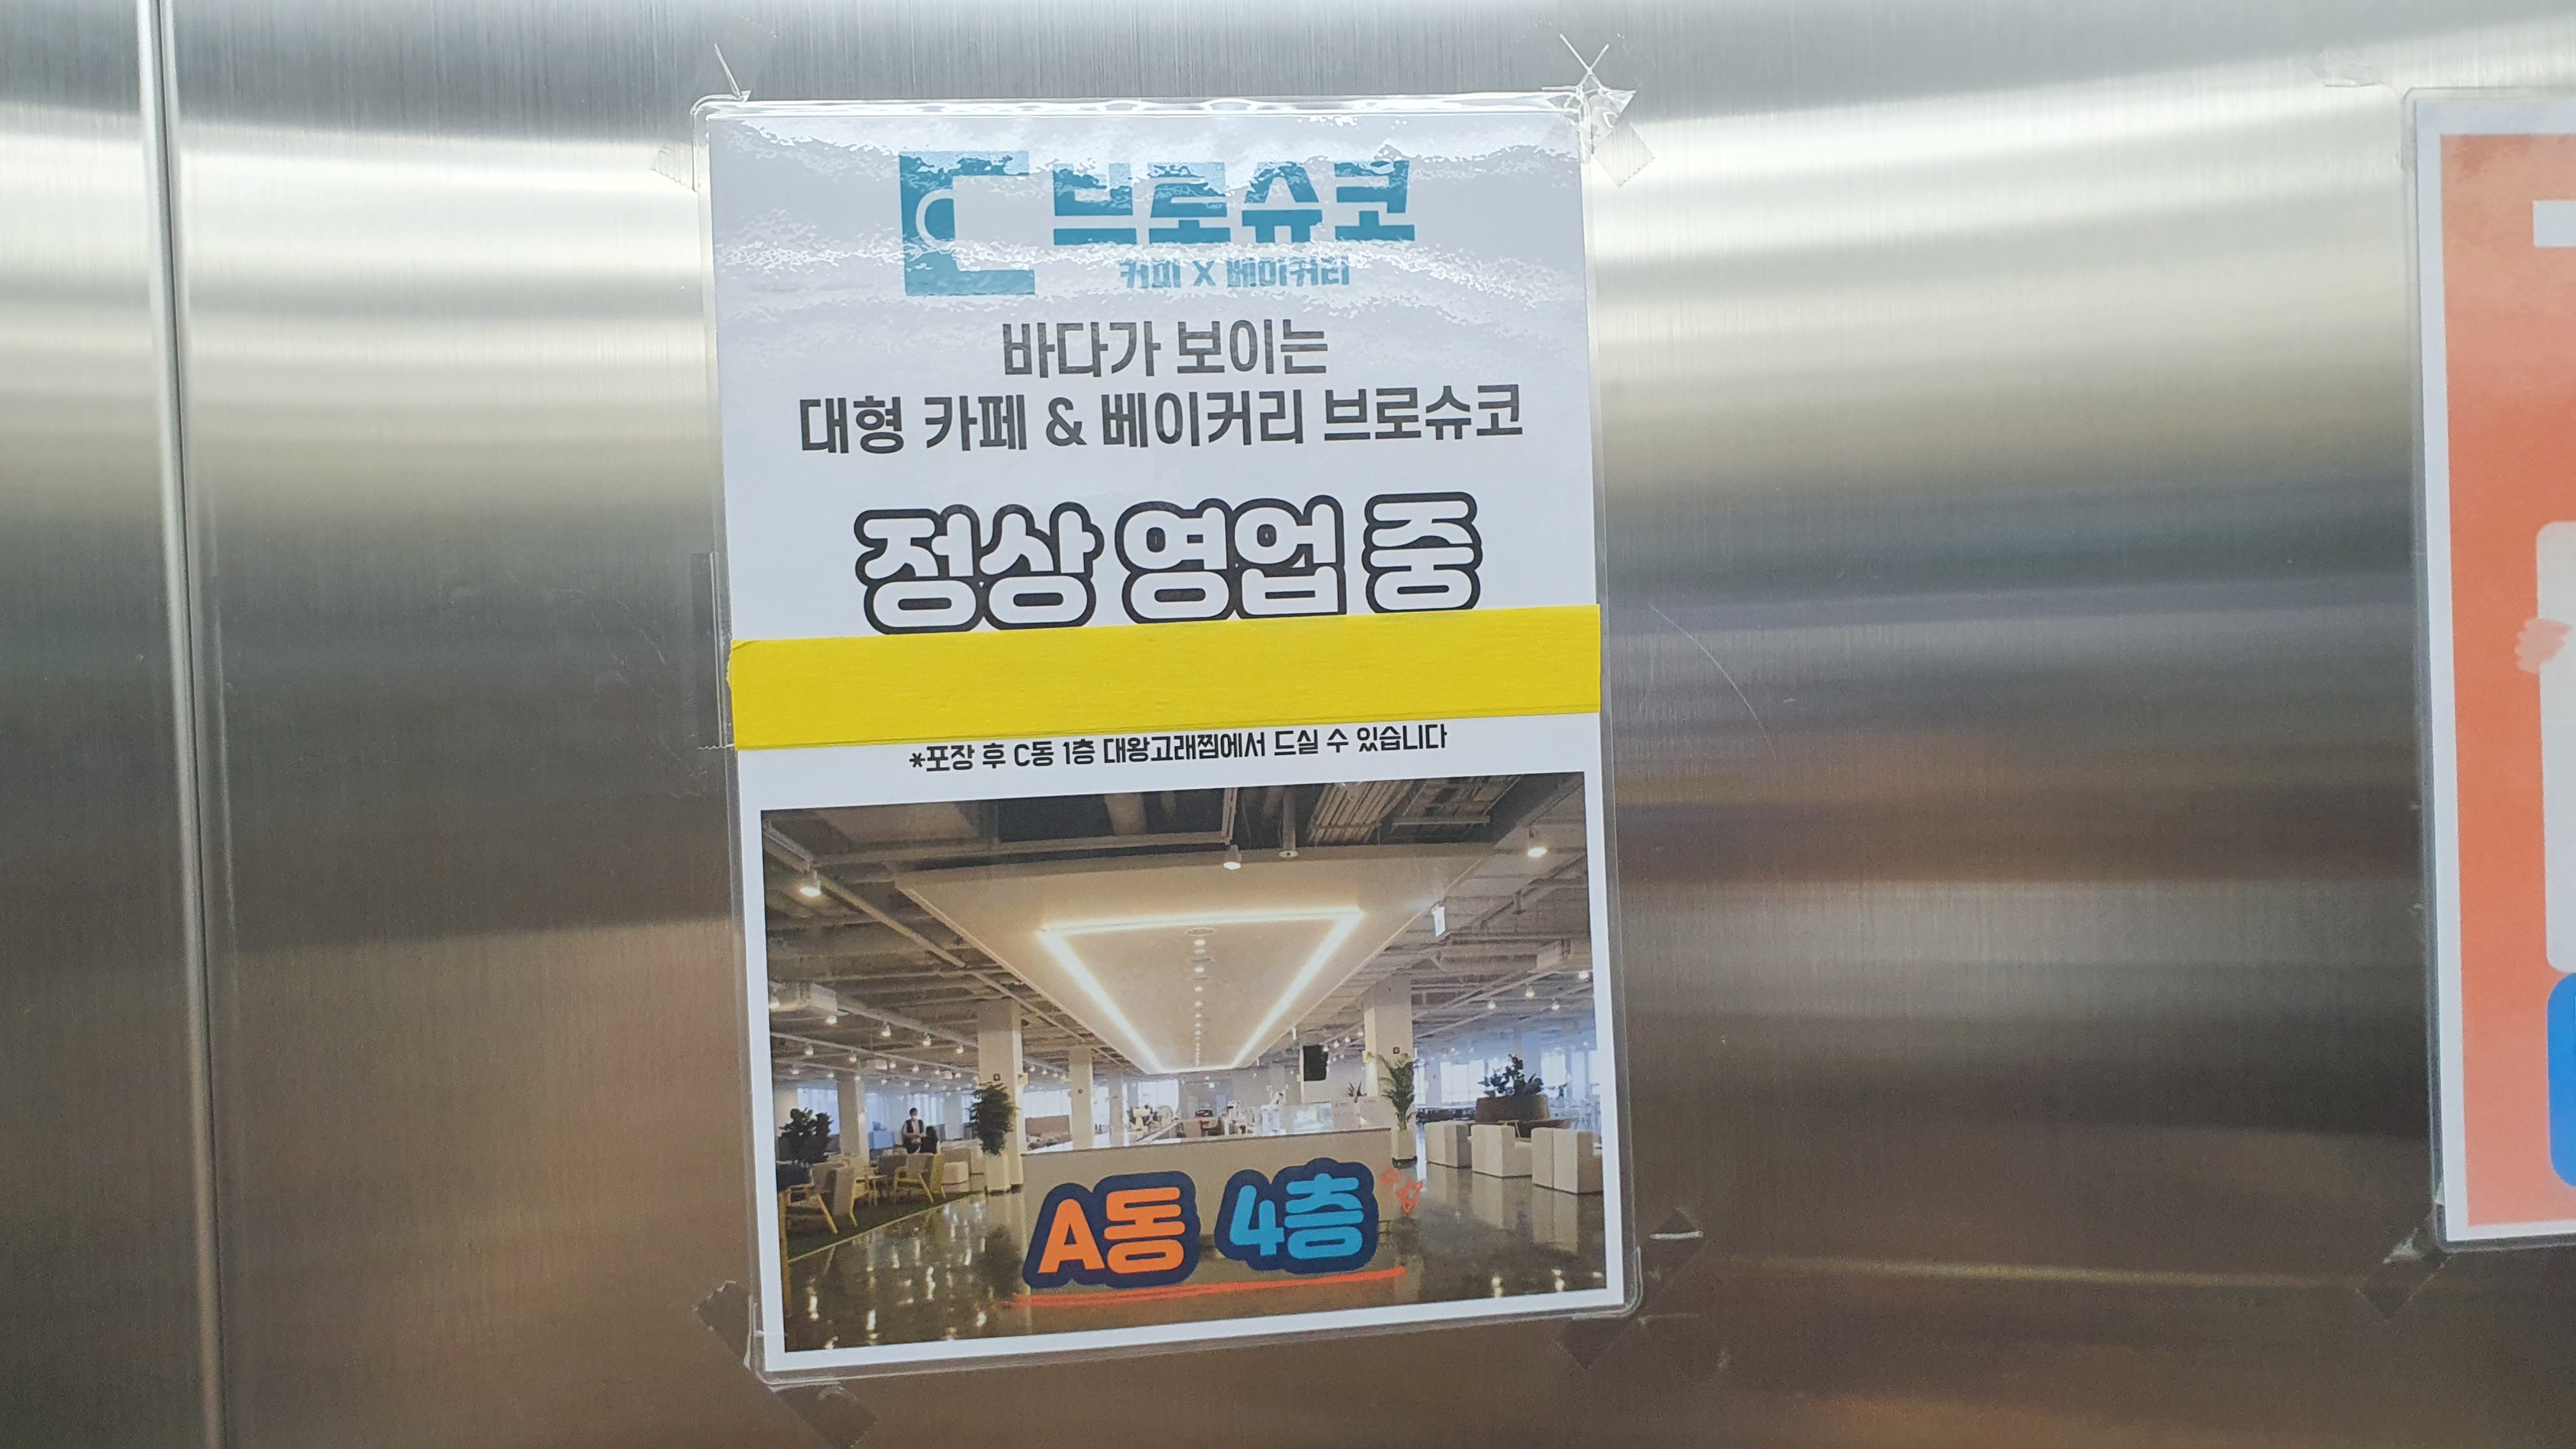 브로슈코
커피 X 베이커리
바다가 보이는
대형 카페 & 베이커리 브로슈코
정상 영업 중
*포장 후 C동 1층 대왕고래찜에서 드실 수 있습니다
A동 4층